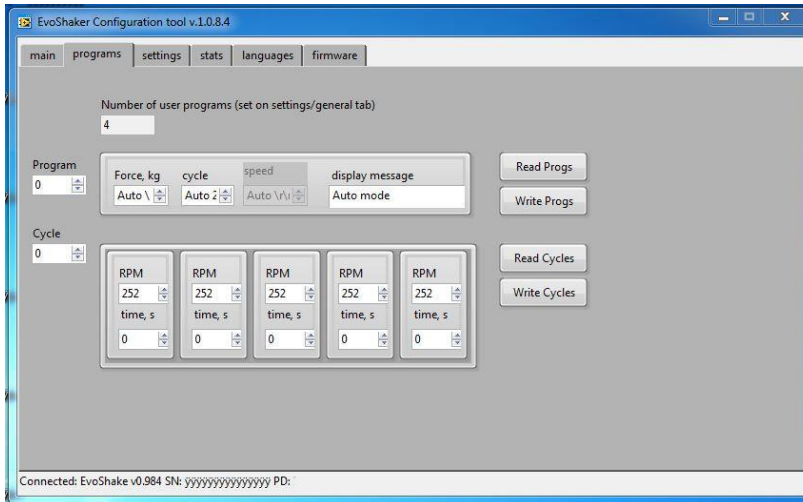 EvoShaker Configuration tool v.1.0.8.4
main programs settings stats languages firmware
Number of user programs (set on settings/general tab)
4
Program
0
Force, kg cycle speed display message
Auto \ Auto 2 Auto \r\ Auto mode
Read Progs
Write Progs
Cycle
0
RPM RPM RPM RPM RPM
252 252 252 252 252
time, s time, s time, s time, s time, s
0 0 0 0 0
Read Cycles
Write Cycles
Connected: EvoShake v0.984 SN: ÿÿÿÿÿÿÿÿÿÿÿÿÿÿÿ PD: